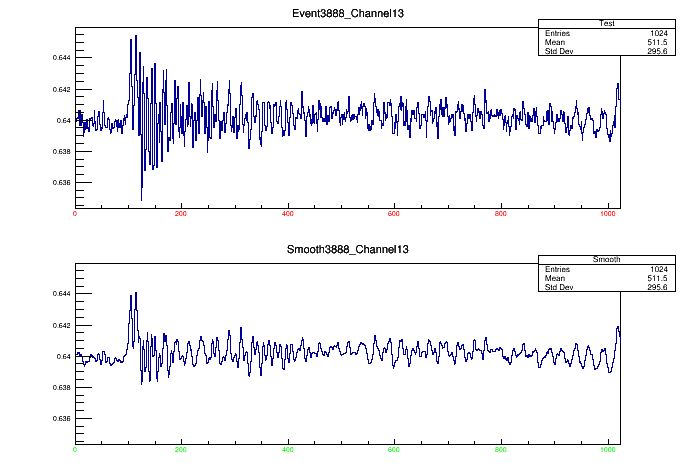 Event3888_Channel13
Test
Entries 1024
Mean 511.5
Std Dev 295.6
0.644
0.642
0.64
0.638
0.636
0 200 400 600 800 1000
Smooth3888_Channel13
Smooth
Entries 1024
Mean 511.5
Std Dev 295.6
0.644
0.642
0.64
0.638
0.636
0 200 400 600 800 1000